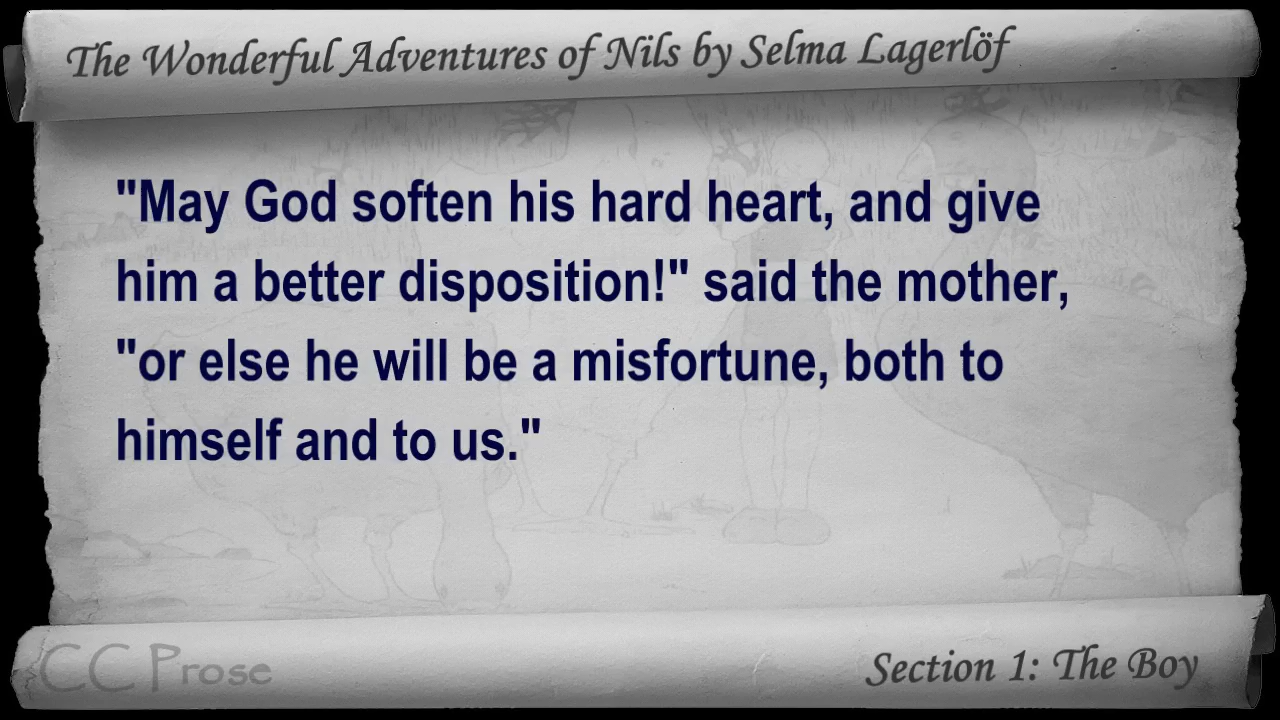 The Wonderful Adventures of Nils by Selma Lagerlöf
"May God soften his hard heart, and give
him a better disposition!" said the mother,
"or else he will be a misfortune, both to
himself and to us."
CC Prose
Section 1: The Boy